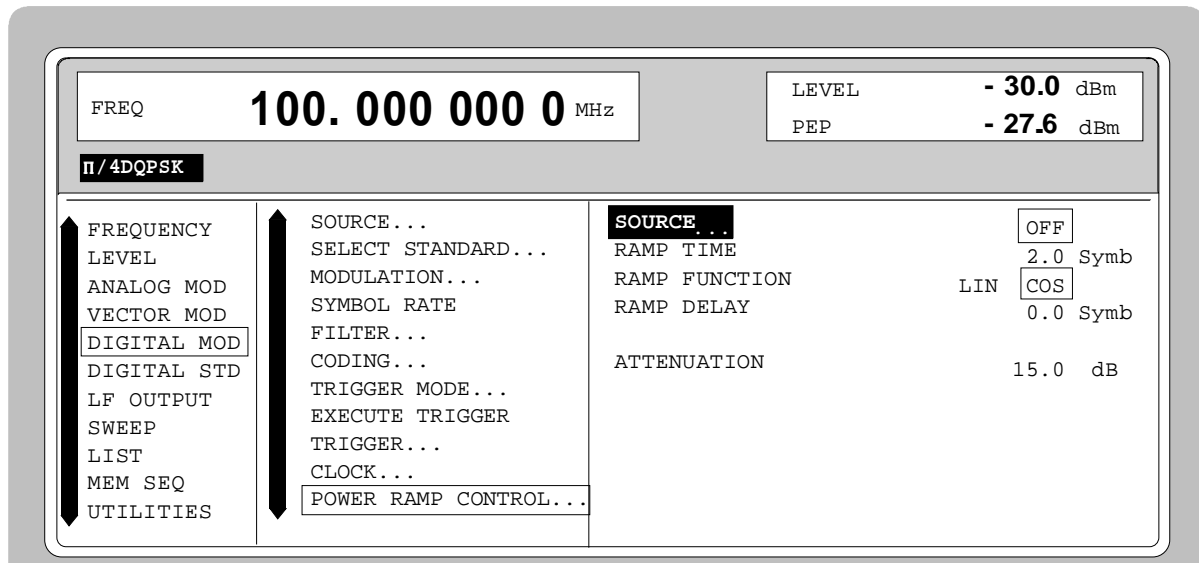 FREQ 100. 000 000 0 MHz
LEVEL - 30.0 dBm
PEP - 27.6 dBm
Π/4DQPSK
FREQUENCY
LEVEL
ANALOG MOD
VECTOR MOD
DIGITAL MOD
DIGITAL STD
LF OUTPUT
SWEEP
LIST
MEM SEQ
UTILITIES
SOURCE...
SELECT STANDARD...
MODULATION...
SYMBOL RATE
FILTER...
CODING...
TRIGGER MODE...
EXECUTE TRIGGER
TRIGGER...
CLOCK...
POWER RAMP CONTROL...
SOURCE... OFF
RAMP TIME 2.0 Symb
RAMP FUNCTION LIN COS
RAMP DELAY 0.0 Symb
ATTENUATION 15.0 dB